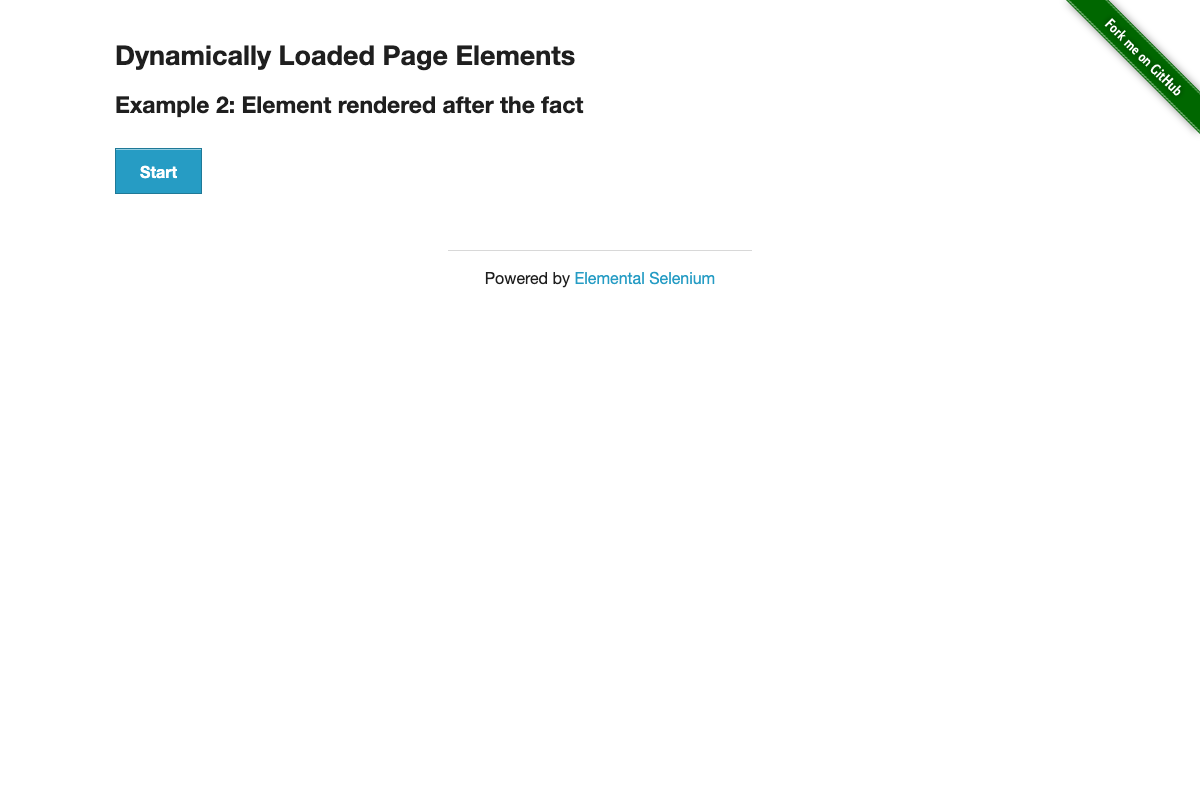 Fork me on GitHub
Dynamically Loaded Page Elements
Example 2: Element rendered after the fact
Start
Powered by Elemental Selenium